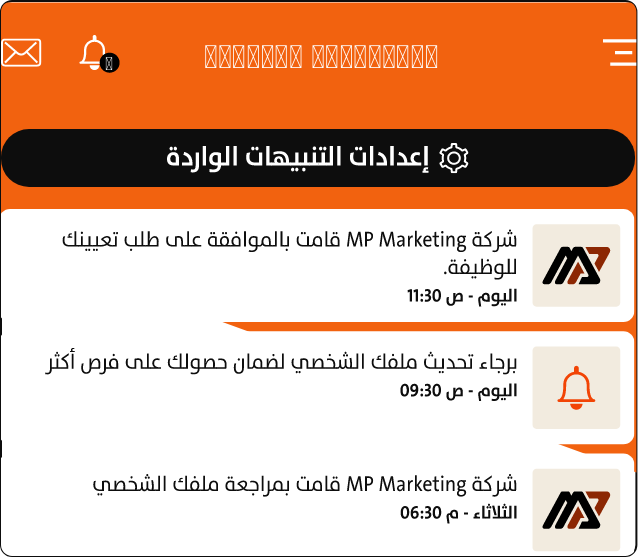 إعدادات التنبيهات الواردة
شركة MP Marketing قامت بالموافقة على طلب تعيينك
للوظيفة.
اليوم - ص 11:30
برجاء تحديث ملفك الشخصي لضمان حصولك على فرص أكثر
اليوم - ص 09:30
شركة MP Marketing قامت بمراجعة ملفك الشخصي
الثلاثاء - م 06:30